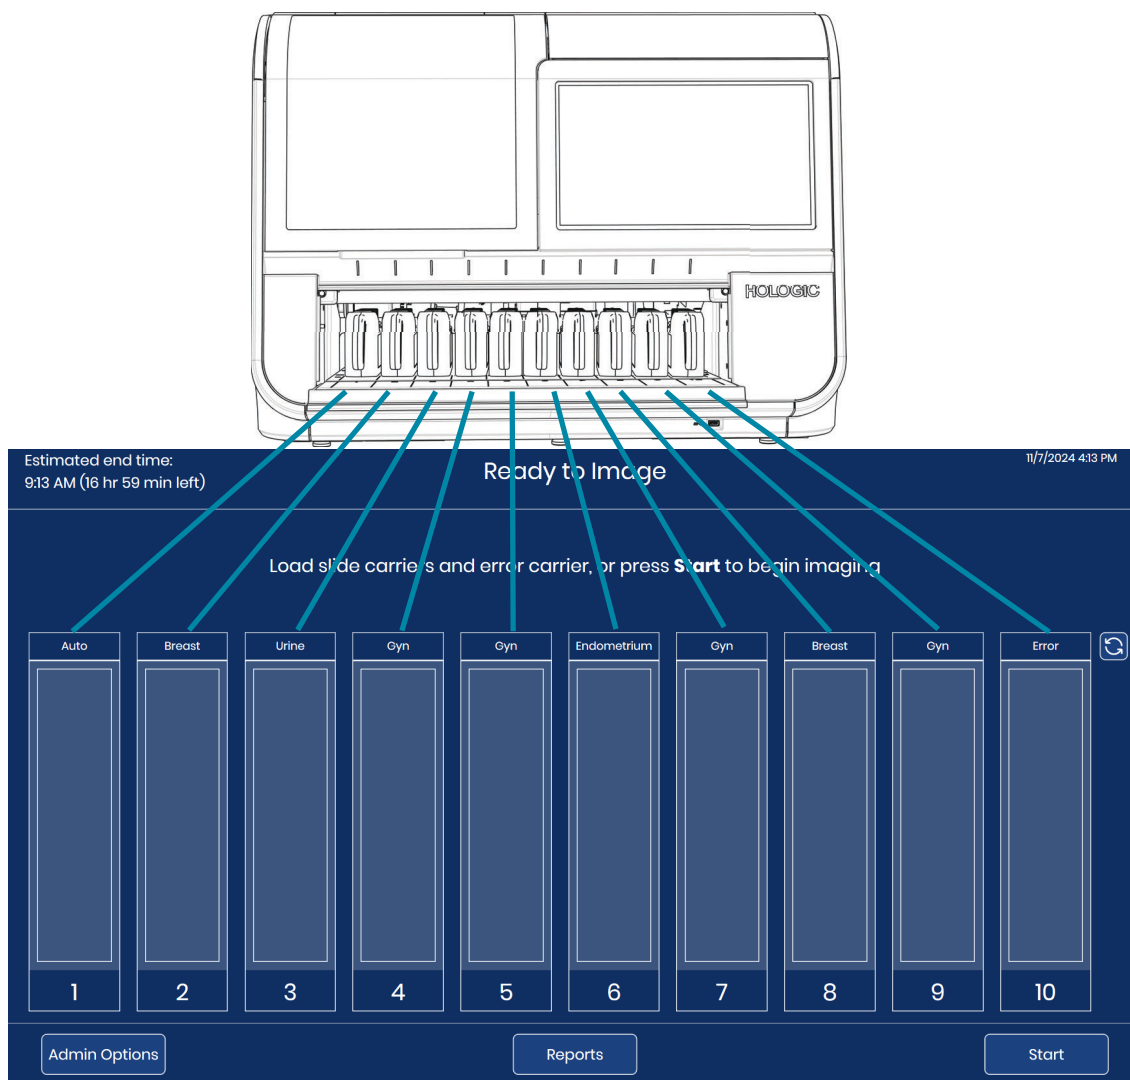 HOLOGIC
Estimated end time:
9:13 AM (16 hr 59 min left)
Ready to Image
11/7/2024 4:13 PM
Load slide carriers and error carrier, or press Start to begin imaging
Auto
Breast
Urine
Gyn
Gyn
Endometrium
Gyn
Breast
Gyn
Error
1
2
3
4
5
6
7
8
9
10
Admin Options
Reports
Start